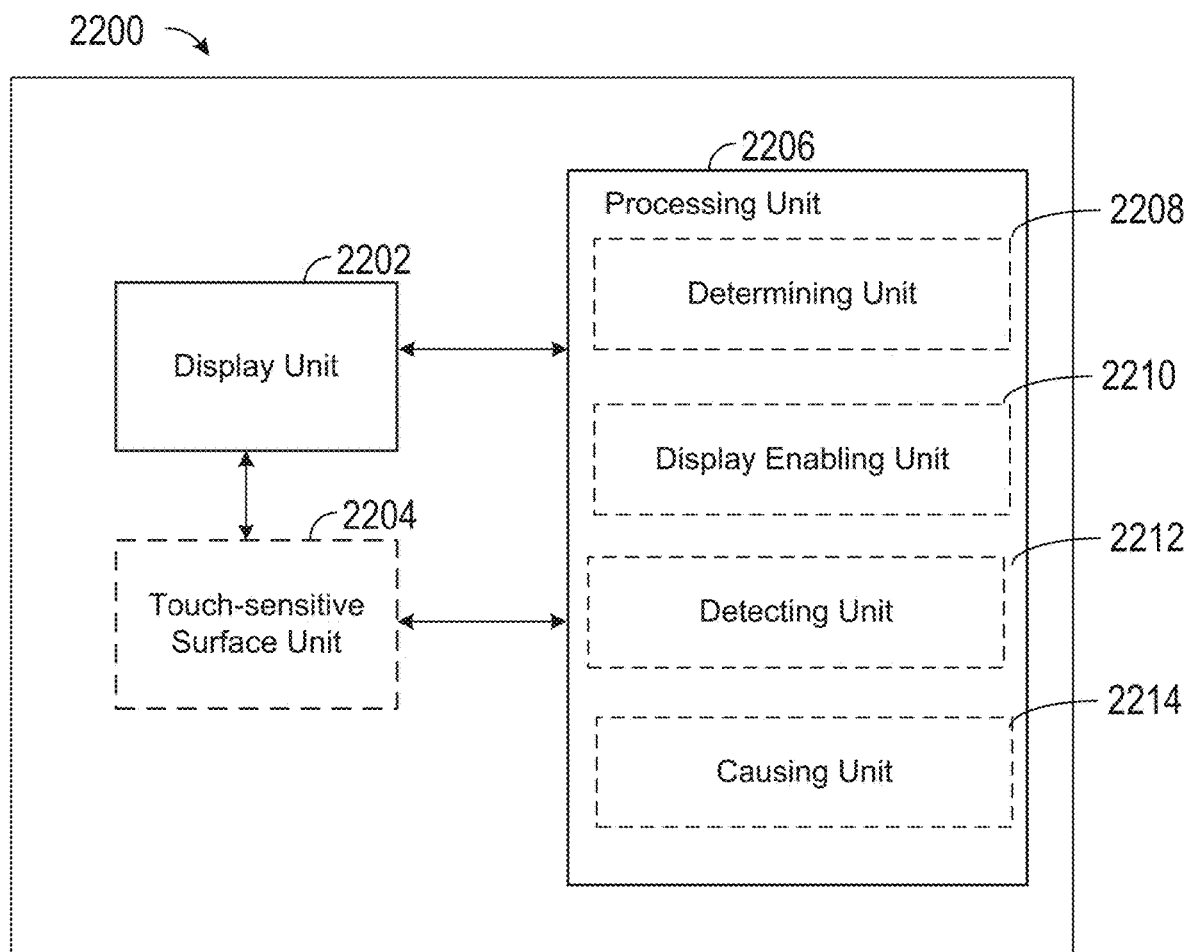 2200
2206
Processing Unit
2208
Determining Unit
2202
Display Unit
2210
Display Enabling Unit
2204
Touch-sensitive
Surface Unit
2212
Detecting Unit
2214
Causing Unit